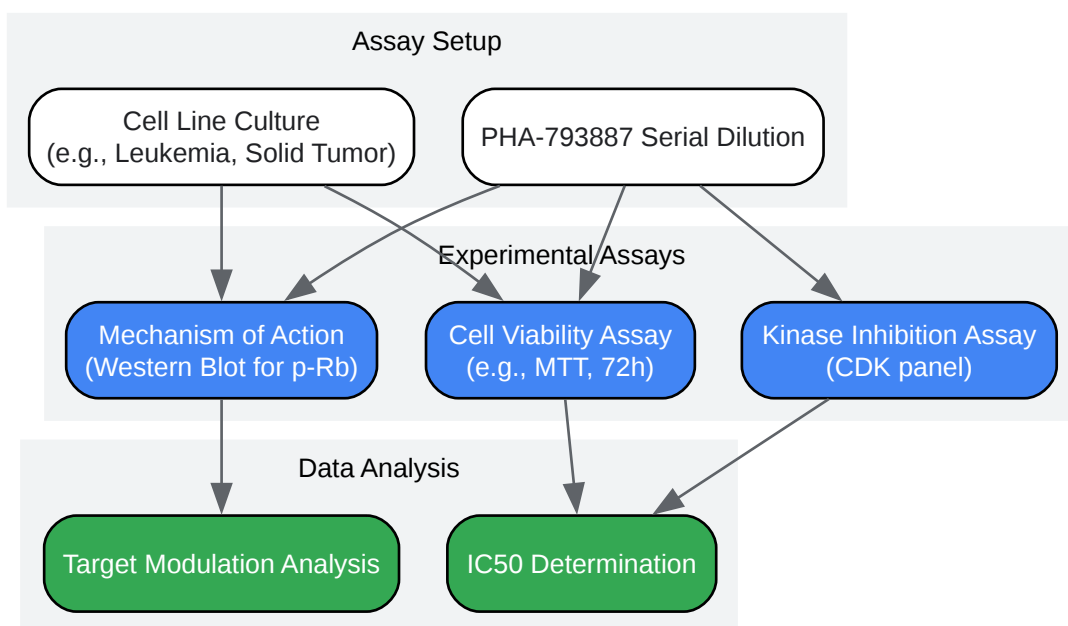 Assay Setup
Cell Line Culture
(e.g., Leukemia, Solid Tumor)
PHA-793887 Serial Dilution
Experimental Assays
Mechanism of Action
(Western Blot for p-Rb)
Cell Viability Assay
(e.g., MTT, 72h)
Kinase Inhibition Assay
(CDK panel)
Data Analysis
Target Modulation Analysis
IC50 Determination